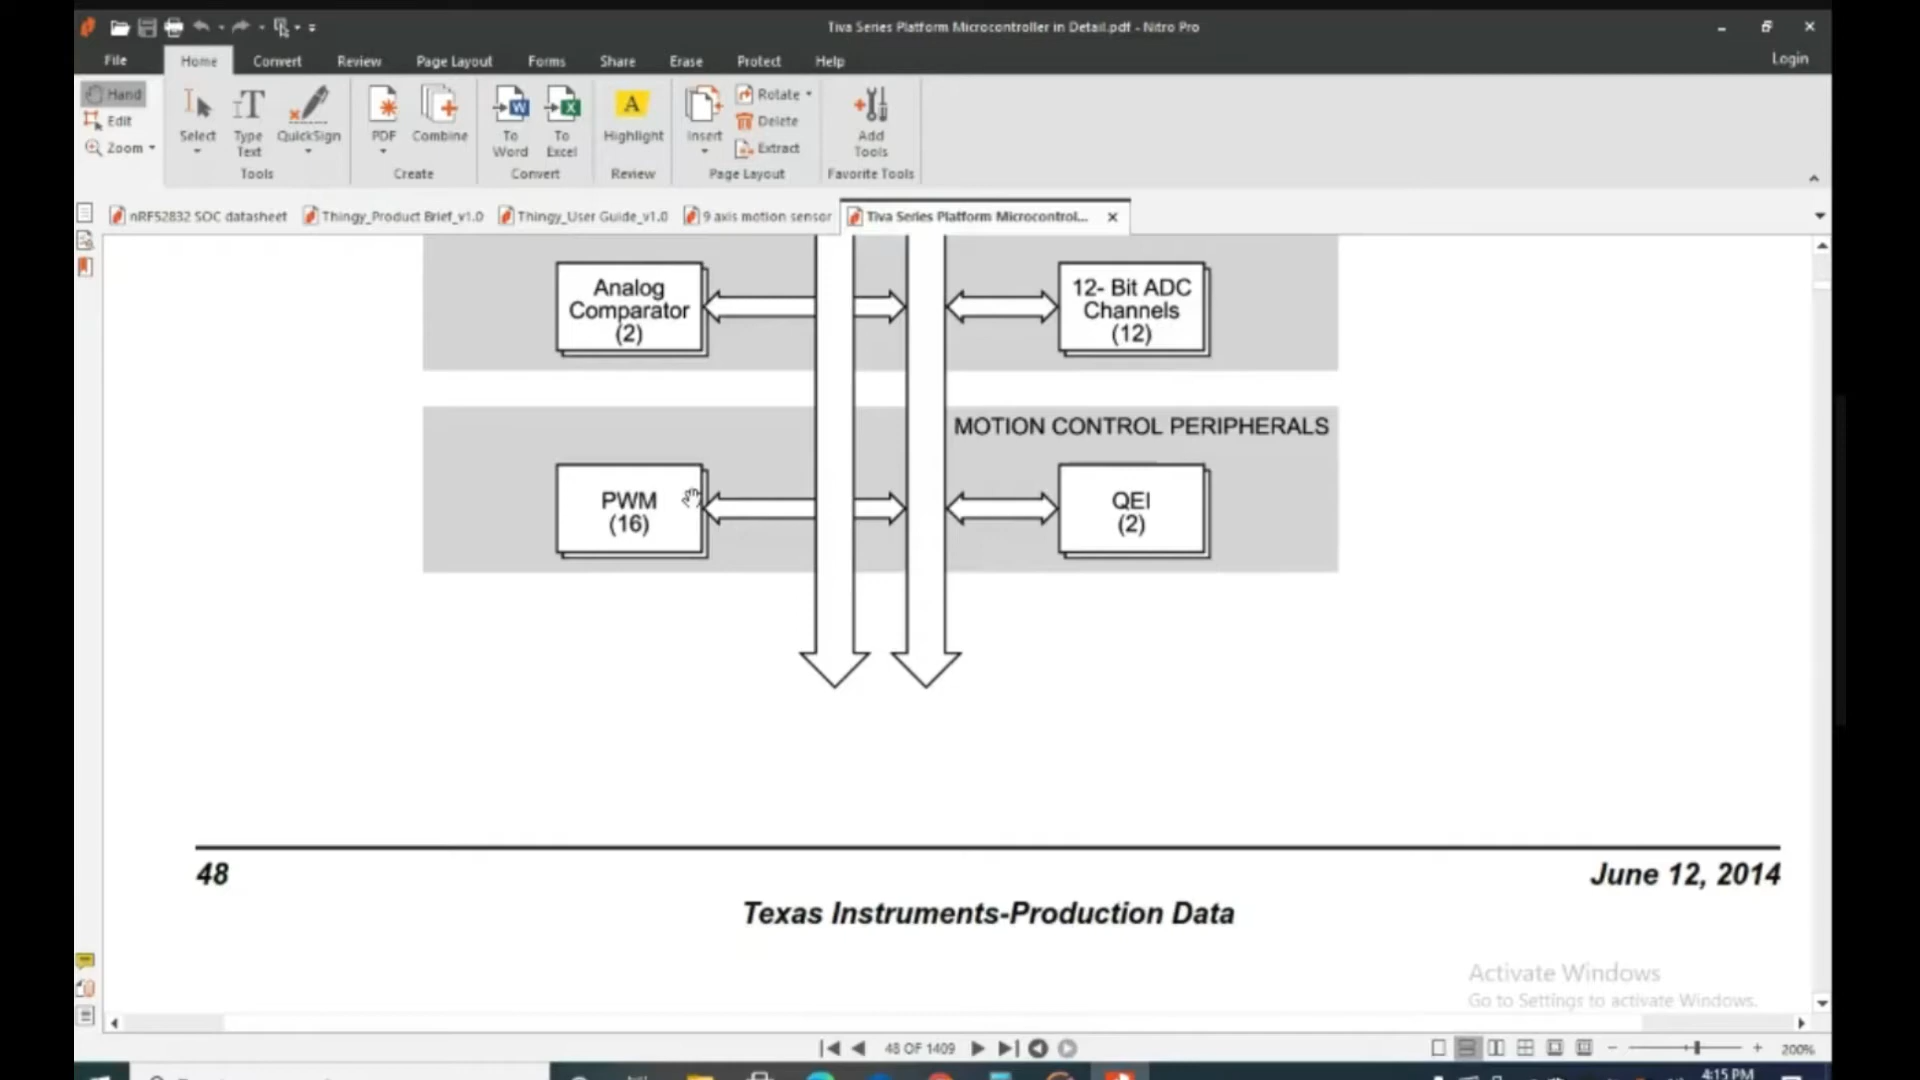 Tiva Series Platform Microcontroller in Detail.pdf - Nitro Pro
File Home Convert Review Page Layout Forms Share Erase Protect Help Login
Hand
Edit
Zoom
Select
Type Text
QuickSign
Tools
PDF
Combine
Create
To Word
To Excel
Convert
Highlight
Review
Insert
Rotate
Delete
Extract
Page Layout
Add Tools
Favorite Tools
nRF52832 SOC datasheet Thingy_Product Brief_v1.0 Thingy_User Guide_v1.0 9 axis motion sensor Tiva Series Platform Microcontrol...
Analog
Comparator
(2)
12- Bit ADC
Channels
(12)
MOTION CONTROL PERIPHERALS
PWM
(16)
QEI
(2)
48 June 12, 2014
Texas Instruments-Production Data
Activate Windows
Go to Settings to activate Windows.
48 OF 1409 200%
4:15 PM